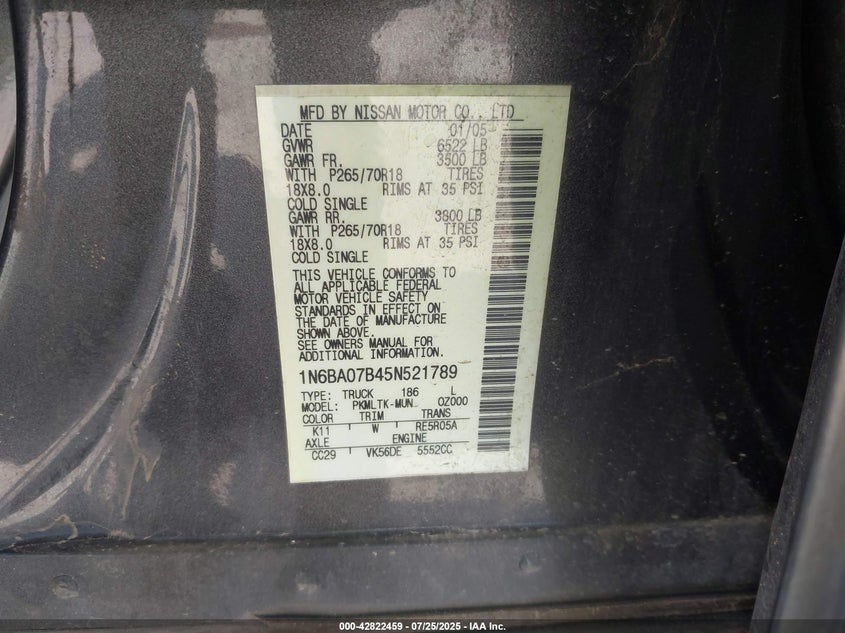 MFD BY NISSAN MOTOR CO., LTD
DATE 01/05
GVWR 6522 LB
GAWR FR. 3500 LB
WITH P265/70R18 TIRES
18X8.0 RIMS AT 35 PSI
COLD SINGLE
GAWR RR. 3800 LB
WITH P265/70R18 TIRES
18X8.0 RIMS AT 35 PSI
COLD SINGLE
THIS VEHICLE CONFORMS TO
ALL APPLICABLE FEDERAL
MOTOR VEHICLE SAFETY
STANDARDS IN EFFECT ON
THE DATE OF MANUFACTURE
SHOWN ABOVE.
SEE OWNERS MANUAL FOR
ADDITIONAL INFORMATION
1N6BA07B45N521789
TYPE: TRUCK 186 L
MODEL: PKMLTK-MUN 0Z000
COLOR TRIM TRANS
K11 W RE5R05A
AXLE ENGINE
CC29 VK56DE 5552CC
000-42822459 - 07/25/2025 - IAA Inc.